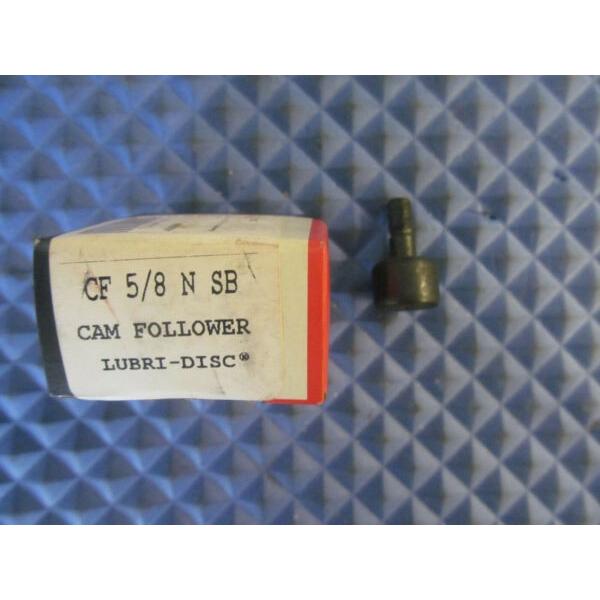 CF 5/8 N SB
CAM FOLLOWER
LUBRI-DISC®